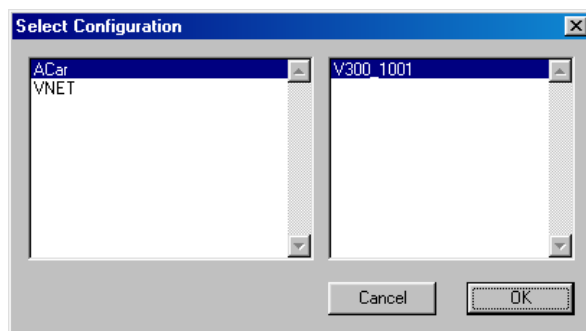 Select Configuration
ACar
VNET
V300_1001
Cancel
OK